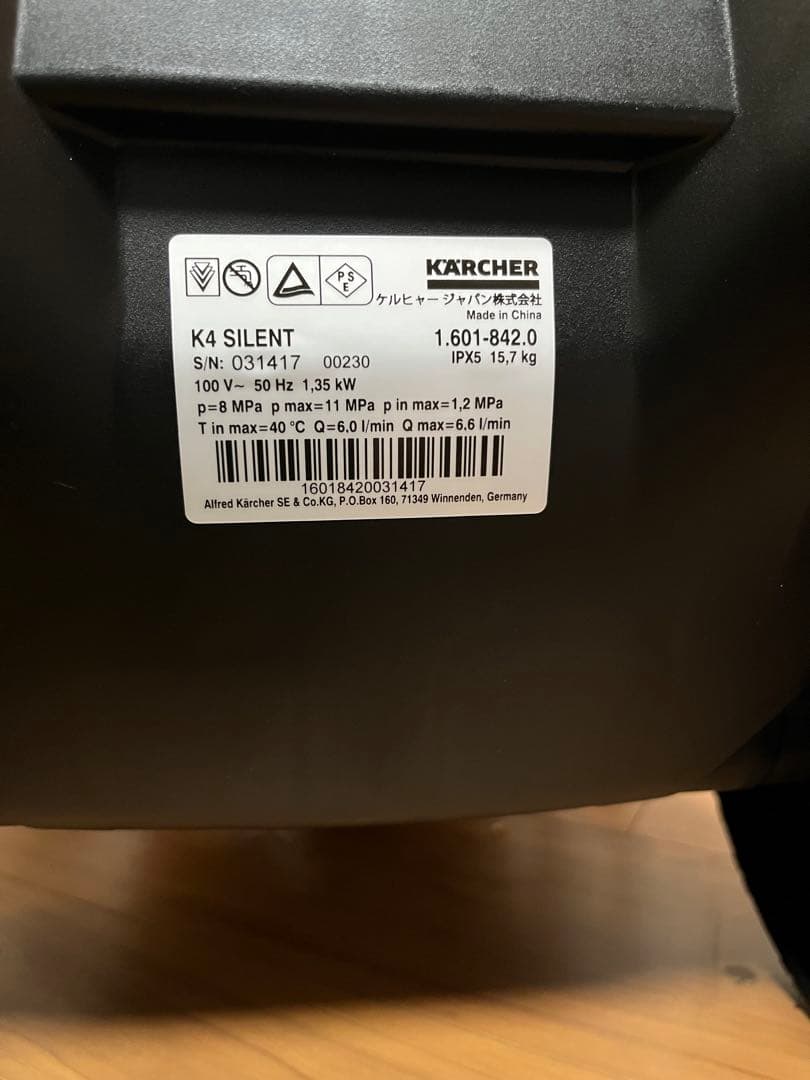 P S
E
KÄRCHER
ケルヒャー ジャパン株式会社
Made in China
K4 SILENT 1.601-842.0
S/N: 031417 00230 IPX5 15,7 kg
100 V~ 50 Hz 1,35 kW
p=8 MPa p max=11 MPa p in max=1,2 MPa
T in max=40 °C Q=6.0 l/min Q max=6,6 l/min
16018420031417
Alfred Kärcher SE & Co.KG, P.O.Box 160, 71349 Winnenden, Germany